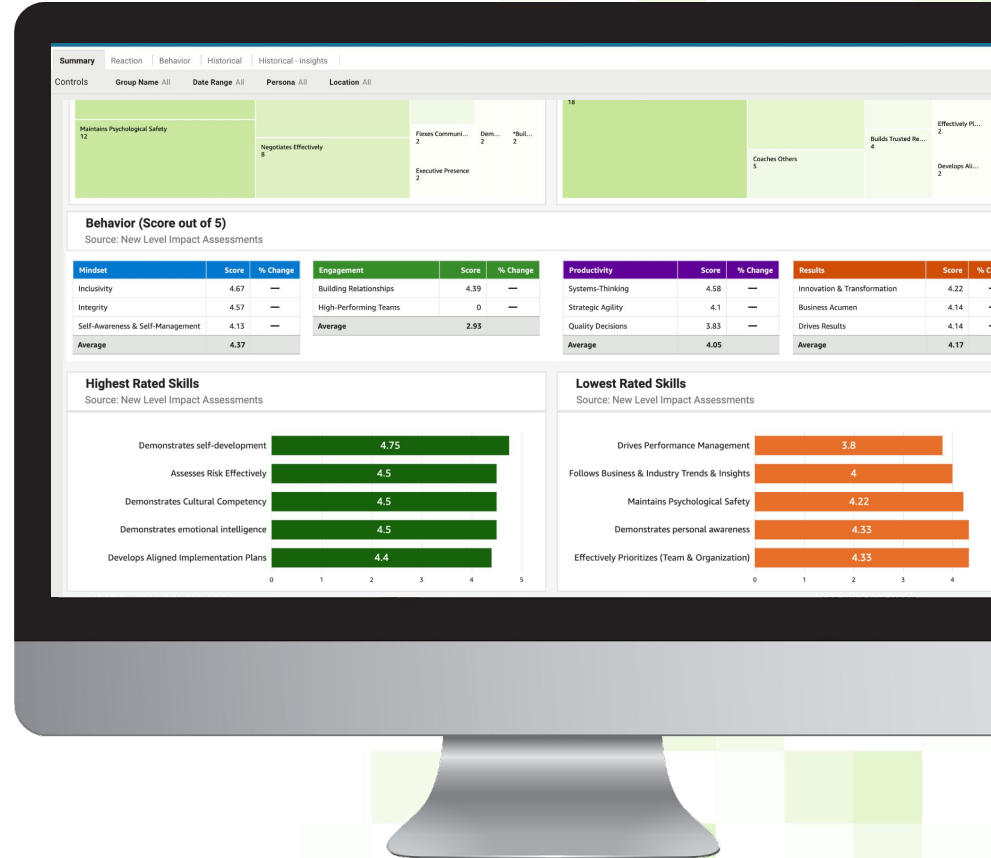 Summary Reaction Behavior Historical Historical - insights
Controls Group Name All Date Range All Persona All Location All
Maintains Psychological Safety
12
Negotiates Effectively
8
Flexes Communi...
2
Dem...
2
*Buil...
2
Executive Presence
2
18
Coaches Others
5
Builds Trusted Re...
4
Effectively Pl...
2
Develops Ali...
2
Behavior (Score out of 5)
Source: New Level Impact Assessments
Mindset Score % Change
Inclusivity 4.67 —
Integrity 4.57 —
Self-Awareness & Self-Management 4.13 —
Average 4.37
Engagement Score % Change
Building Relationships 4.39 —
High-Performing Teams 0 —
Average 2.93
Productivity Score % Change
Systems-Thinking 4.58 —
Strategic Agility 4.1 —
Quality Decisions 3.83 —
Average 4.05
Results Score % C
Innovation & Transformation 4.22
Business Acumen 4.14
Drives Results 4.14
Average 4.17
Highest Rated Skills
Source: New Level Impact Assessments
Demonstrates self-development 4.75
Assesses Risk Effectively 4.5
Demonstrates Cultural Competency 4.5
Demonstrates emotional intelligence 4.5
Develops Aligned Implementation Plans 4.4
0 1 2 3 4 5
Lowest Rated Skills
Source: New Level Impact Assessments
Drives Performance Management 3.8
Follows Business & Industry Trends & Insights 4
Maintains Psychological Safety 4.22
Demonstrates personal awareness 4.33
Effectively Prioritizes (Team & Organization) 4.33
0 1 2 3 4